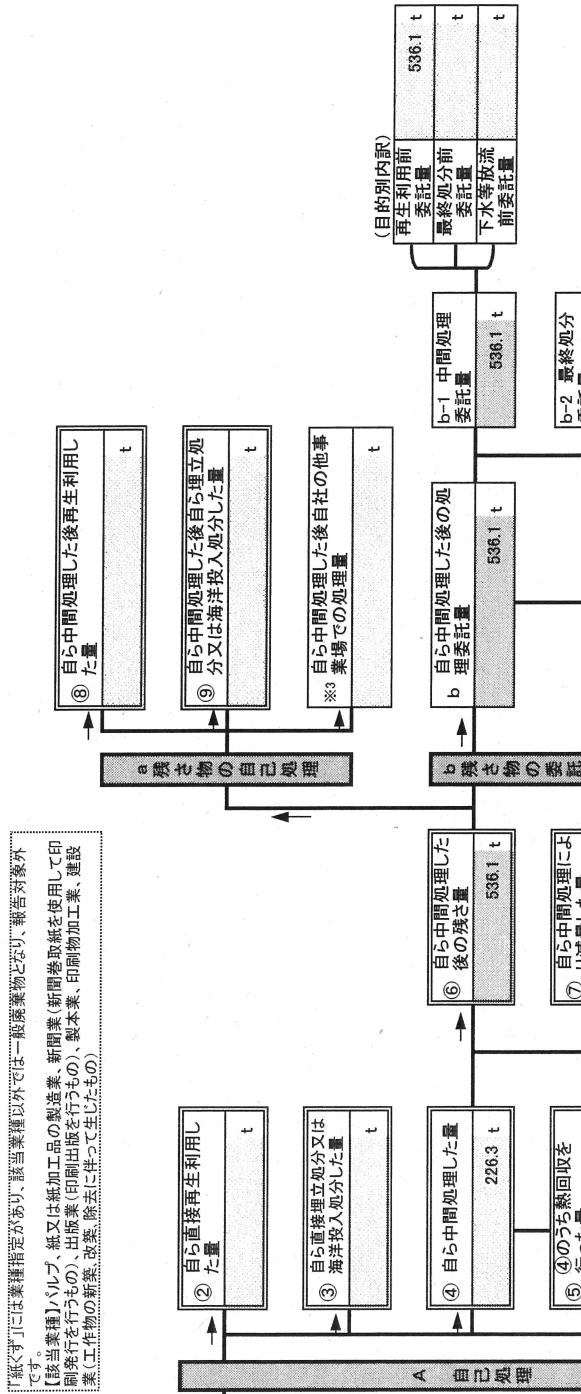 「紙くず」には業種指定があり、該当業種以外では一般廃棄物となり、報告対象外
です。
【該当業種】パルプ、紙又は紙加工品の製造業、新聞業(新聞巻取紙を使用して印
刷発行を行うもの)、出版業(印刷出版を行うもの)、製本業、印刷物加工業、建設
業(工作物の新築、改築、除去に伴って生じたもの)
A 自己処理
② 自ら直接再生利用し
た量
t
③ 自ら直接埋立処分又は
海洋投入処分した量
t
④ 自ら中間処理した量
226.3 t
⑤ ④のうち熱回収を
行った量
⑥ 自ら中間処理した
後の残さ量
536.1 t
⑦ 自ら中間処理によ
り減量した量
a 残さ物の自己処理
⑧ 自ら中間処理した後再生利用し
た量
t
⑨ 自ら中間処理した後自ら埋立処
分又は海洋投入処分した量
t
※3 自ら中間処理した後自社の他事
業場での処理量
t
b 残さ物の委託
b 自ら中間処理した後の処
理委託量
536.1 t
b-1 中間処理
委託量
536.1 t
b-2 最終処分
(目的別内訳)
再生利用前
委託量
536.1 t
最終処分前
委託量
t
下水等放流
前委託量
t